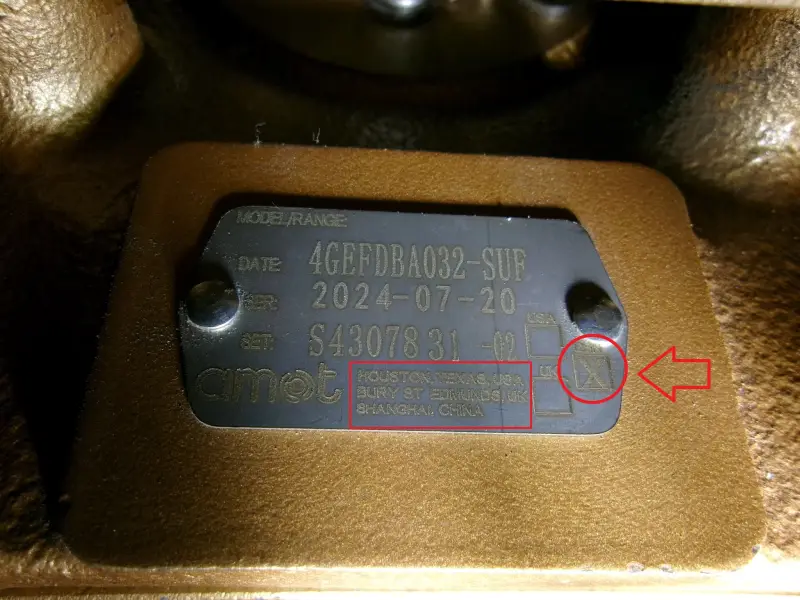 MODEL/RANGE:
4GEFDBA032-SUF
DATE:
2024-07-20
SER:
S4307831 -02
SET:
amot
HOUSTON, TEXAS, USA,
BURY ST EDMUNDS, UK
SHANGHAI, CHINA
USA
UK
X